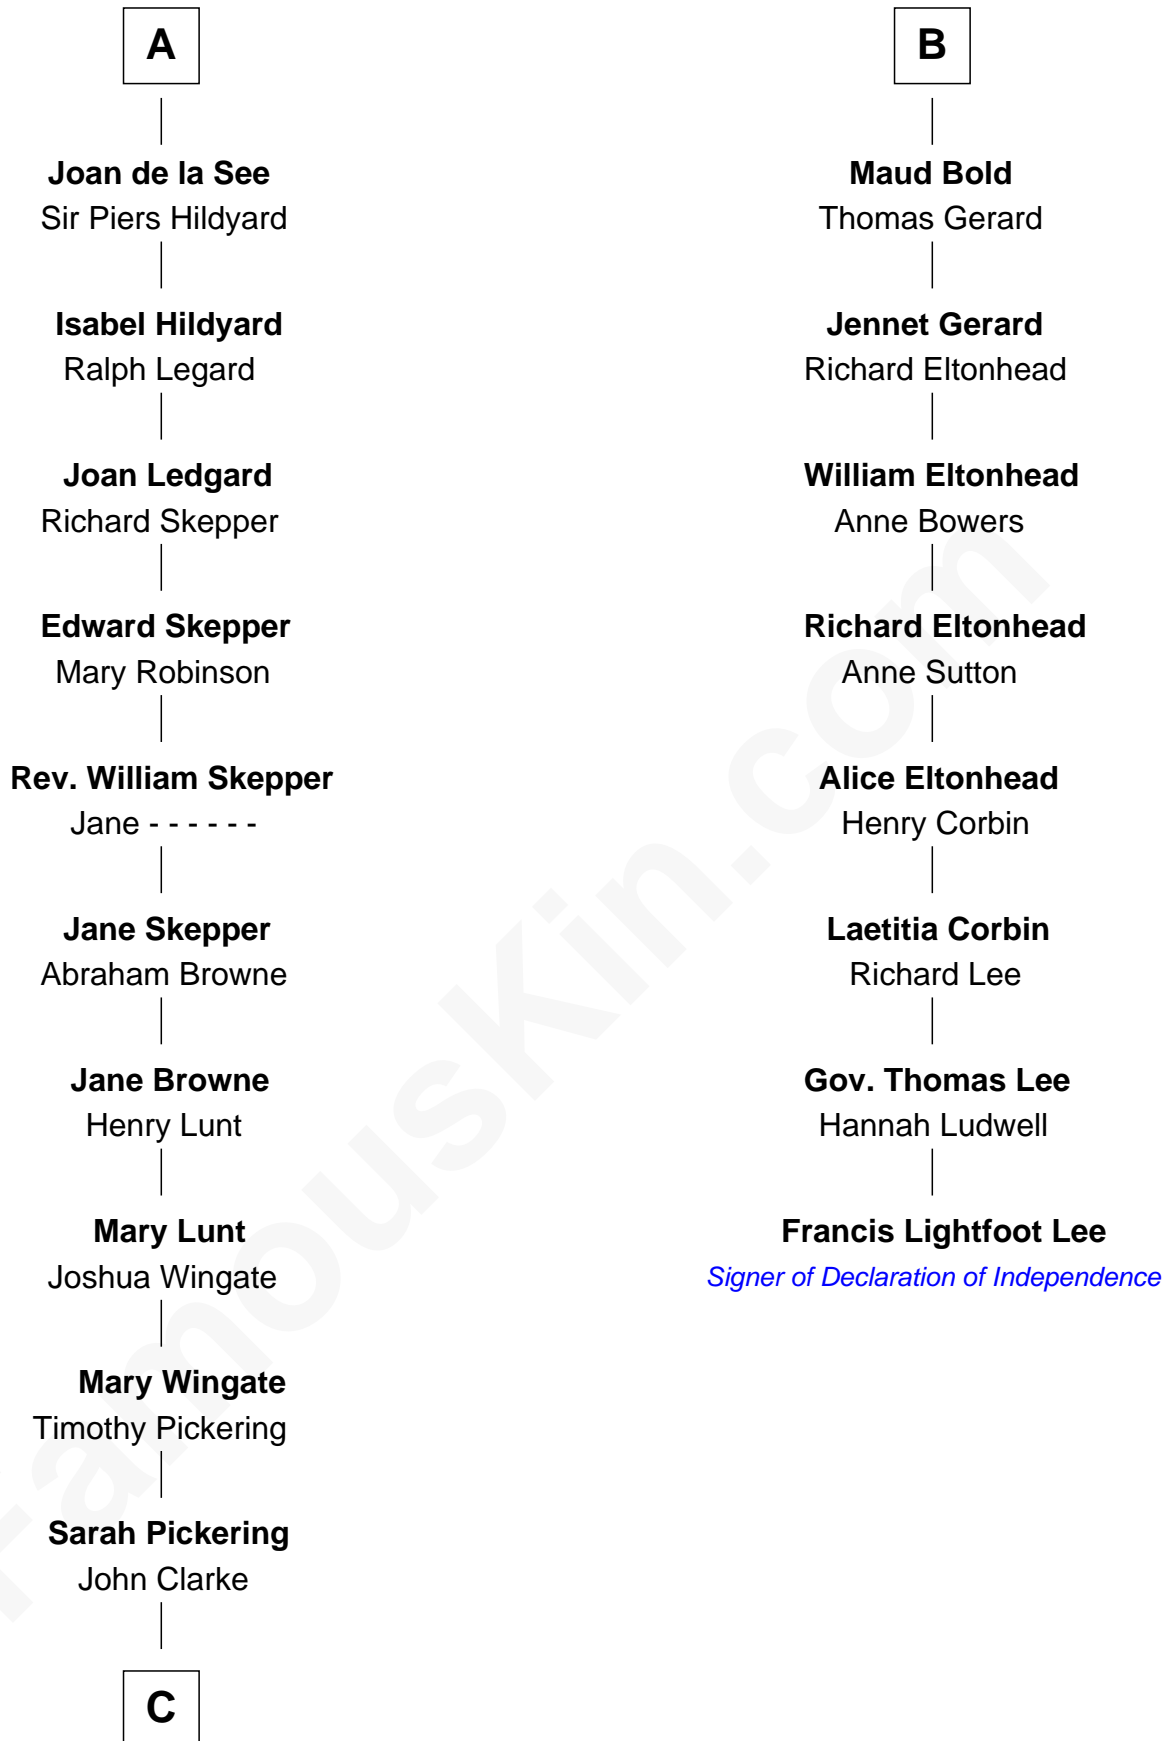 A
Joan de la See
Sir Piers Hildyard
Isabel Hildyard
Ralph Legard
Joan Ledgard
Richard Skepper
Edward Skepper
Mary Robinson
Rev. William Skepper
Jane - - - - - -
Jane Skepper
Abraham Browne
Jane Browne
Henry Lunt
Mary Lunt
Joshua Wingate
Mary Wingate
Timothy Pickering
Sarah Pickering
John Clarke
C
B
Maud Bold
Thomas Gerard
Jennet Gerard
Richard Eltonhead
William Eltonhead
Anne Bowers
Richard Eltonhead
Anne Sutton
Alice Eltonhead
Henry Corbin
Laetitia Corbin
Richard Lee
Gov. Thomas Lee
Hannah Ludwell
Francis Lightfoot Lee
Signer of Declaration of Independence
FamousKin.com